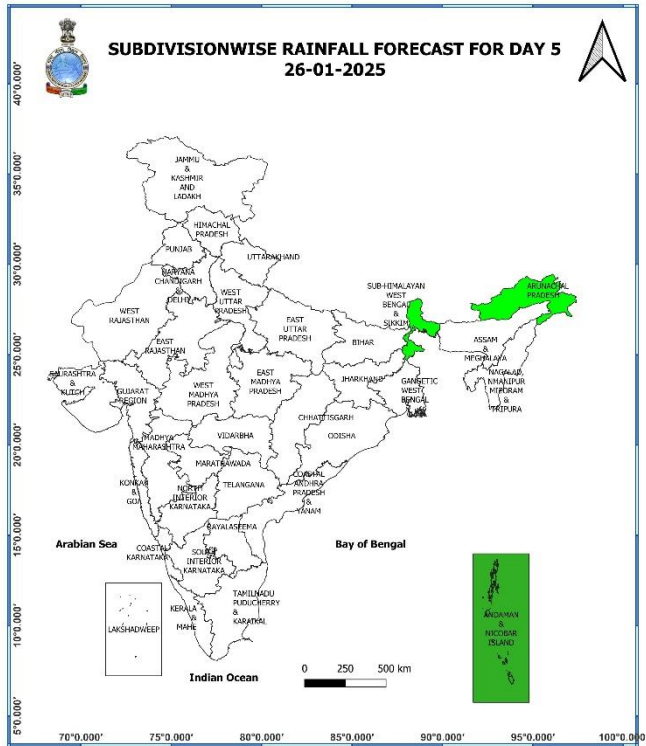 SUBDIVISIONWISE RAINFALL FORECAST FOR DAY 5
26-01-2025
40°0.000'
35°0.000'
30°0.000'
25°0.000'
20°0.000'
15°0.000'
10°0.000'
5°0.000'
JAMMU
&
KASHMIR
AND
LADAKH
HIMACHAL
PRADESH
PUNJAB
UTTARAKHAND
HARYANA
CHANDIGARH
&
DELHI
WEST
UTTAR
PRADESH
WEST
RAJASTHAN
EAST
RAJASTHAN
EAST
UTTAR
PRADESH
SUB-HIMALAYAN
WEST
BENGAL
&
SIKKIM
ARUNACHAL
PRADESH
ASSAM
&
MEGHALAYA
BIHAR
SAURASHTRA
&
KUTCH
GUJARAT
REGION
WEST
MADHYA
PRADESH
EAST
MADHYA
PRADESH
JHARKHAND
GANGETIC
WEST
BENGAL
NAGALAD,
NMANIPUR
MIZORAM
&
TRIPURA
CHHATTISGARH
ODISHA
MADHYA
MAHARASHTRA
VIDARBHA
MARATHAWADA
KONKAN
&
GOA
NORTH
INTERIOR
KARNATAKA
TELANGANA
COASTAL
ANDHRA
PRADESH
&
YANAM
RAYALASEEMA
Arabian Sea
Bay of Bengal
COASTAL
KARNATAKA
SOUTH
INTERIOR
KARNATAKA
LAKSHADWEEP
KERALA
&
MAHE
TAMILNADU
PUDUCHERRY
&
KARAIKAL
ANDAMAN
&
NICOBAR
ISLAND
Indian Ocean
0 250 500 km
70°0.000' 75°0.000' 80°0.000' 85°0.000' 90°0.000' 95°0.000' 100°0.000'